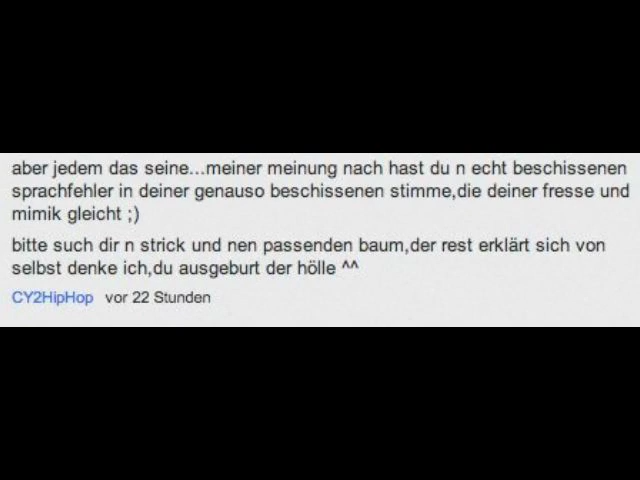 aber jedem das seine...meiner meinung nach hast du n echt beschissenen
sprachfehler in deiner genauso beschissenen stimme,die deiner fresse und
mimik gleicht ;)
bitte such dir n strick und nen passenden baum,der rest erklärt sich von
selbst denke ich,du ausgeburt der hölle ^^
CY2HipHop vor 22 Stunden